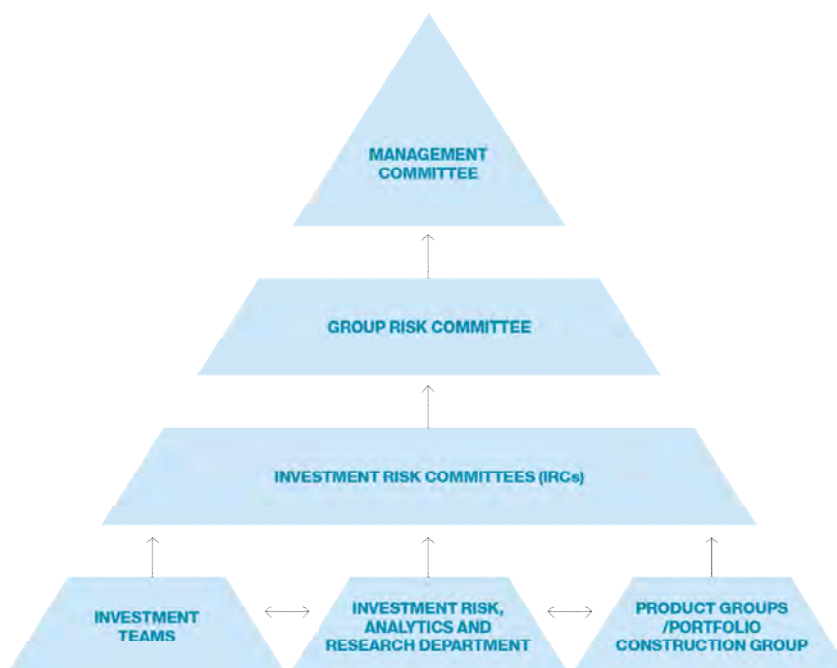 MANAGEMENT
COMMITTEE
GROUP RISK COMMITTEE
INVESTMENT RISK COMMITTEES (IRCs)
INVESTMENT
TEAMS
INVESTMENT RISK,
ANALYTICS AND
RESEARCH DEPARTMENT
PRODUCT GROUPS
/PORTFOLIO
CONSTRUCTION GROUP